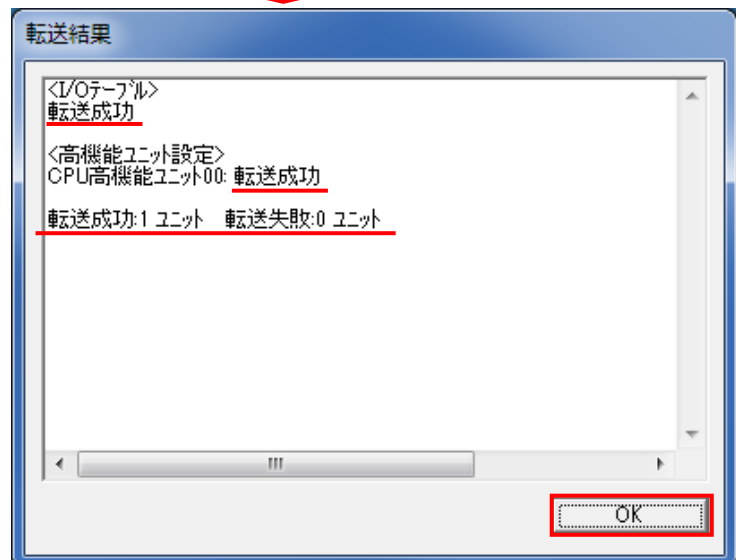 転送結果
<I/Oテーブル>
転送成功
<高機能ユニット設定>
CPU高機能ユニット00: 転送成功
転送成功:1 ユニット　転送失敗:0 ユニット
OK